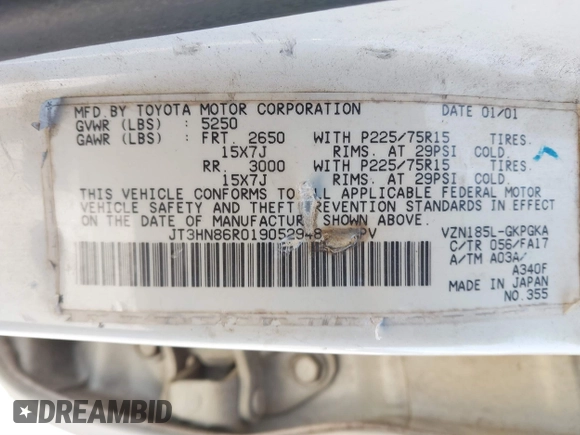 MFD. BY TOYOTA MOTOR CORPORATION DATE 01/01
GVWR (LBS) : 5250
GAWR (LBS) : FRT. 2650 WITH P225/75R15 TIRES.
15X7J RIMS. AT 29PSI COLD.
RR. 3000 WITH P225/75R15 TIRES.
15X7J RIMS. AT 29PSI COLD.
THIS VEHICLE CONFORMS TO ALL APPLICABLE FEDERAL MOTOR
VEHICLE SAFETY AND THEFT PREVENTION STANDARDS IN EFFECT
ON THE DATE OF MANUFACTURE SHOWN ABOVE.
JT3HN86R01905294 PV VZN185L-GKPGKA
C/TR 056/FA17
A/TM A03A/
A340F
MADE IN JAPAN
NO.355
DREAMBID